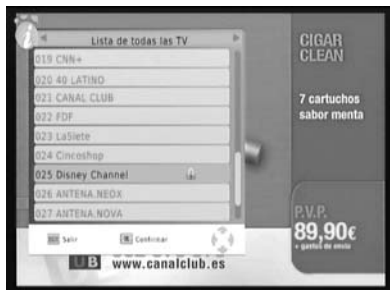 Lista de todas las TV
019 CNN+
020 40 LATINO
021 CANAL CLUB
022 FDF
023 LaSiete
024 Cincoshop
025 Disney Channel
026 ANTENA.NEOX
027 ANTENA.NOVA
Salir
Confirmar
CIGAR
CLEAN
7 cartuchos
sabor menta
P.V.P.
89,90€
+ gastos de envío
www.canalclub.es